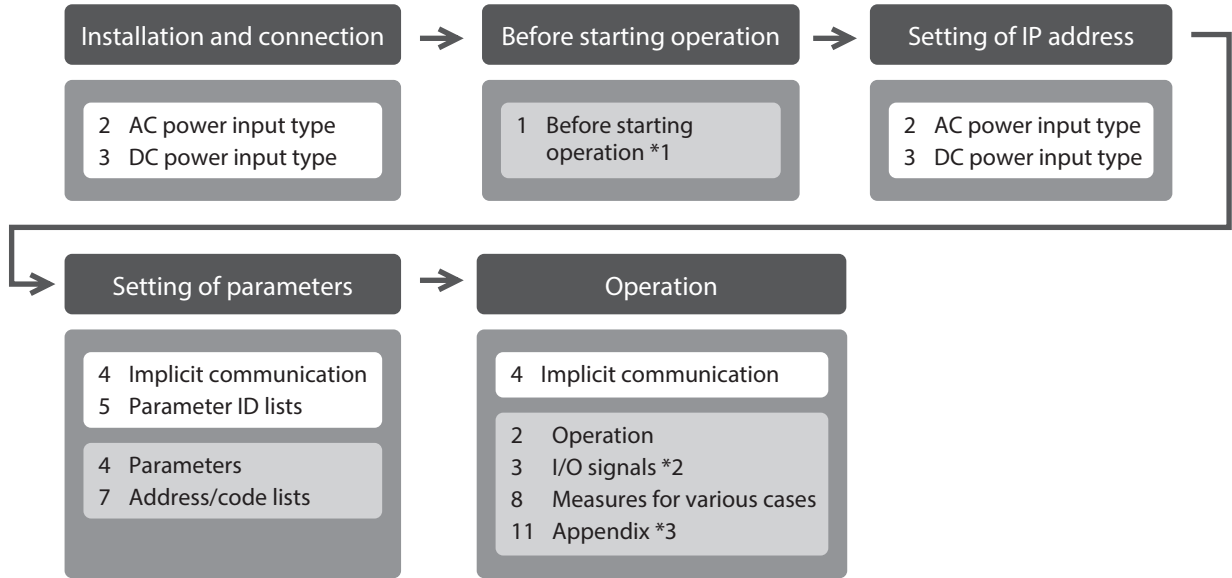 Installation and connection
2 AC power input type
3 DC power input type
Before starting operation
1 Before starting
operation *1
Setting of IP address
2 AC power input type
3 DC power input type
Setting of parameters
4 Implicit communication
5 Parameter ID lists
4 Parameters
7 Address/code lists
Operation
4 Implicit communication
2 Operation
3 I/O signals *2
8 Measures for various cases
11 Appendix *3